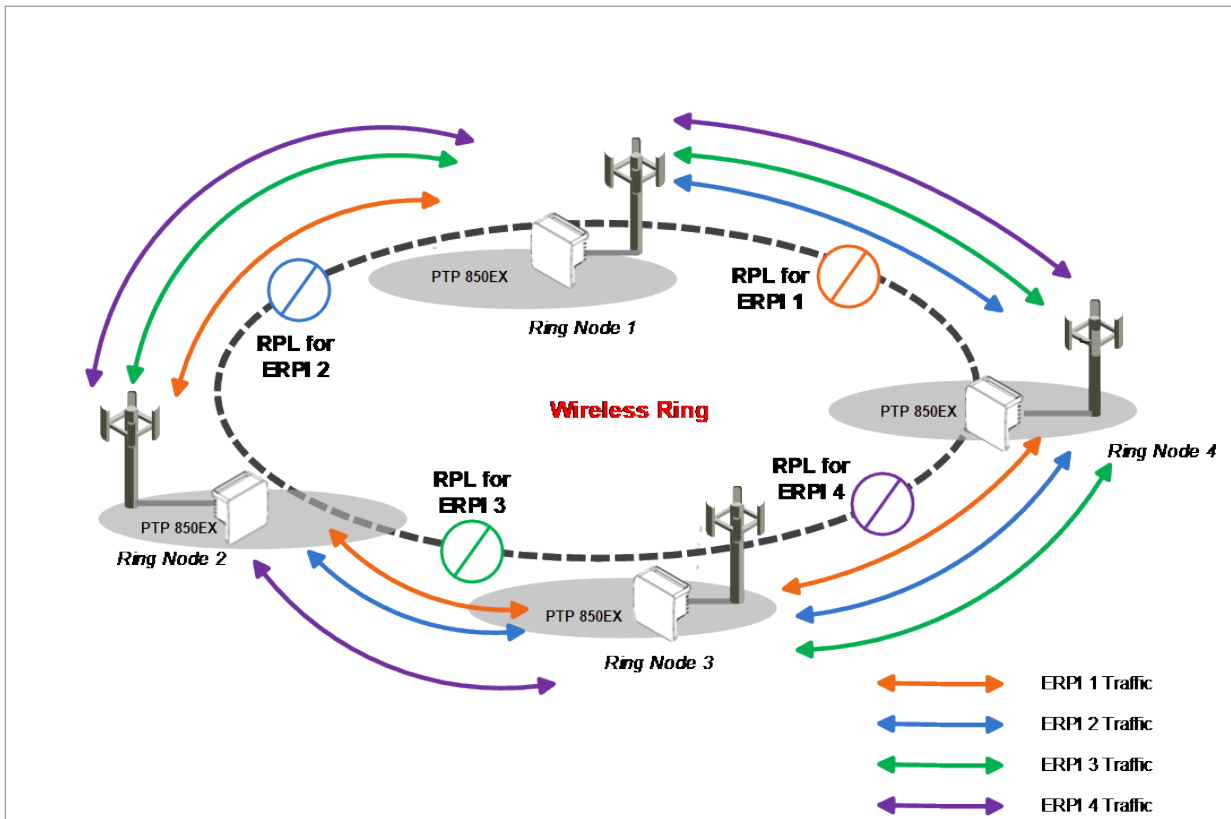 RPL for
ERPI 1
PTP 850EX
Ring Node 1
RPL for
ERPI 2
Wireless Ring
PTP 850EX
Ring Node 4
RPL for
ERPI 3
RPL for
ERPI 4
PTP 850EX
Ring Node 2
PTP 850EX
Ring Node 3
ERPI 1 Traffic
ERPI 2 Traffic
ERPI 3 Traffic
ERPI 4 Traffic